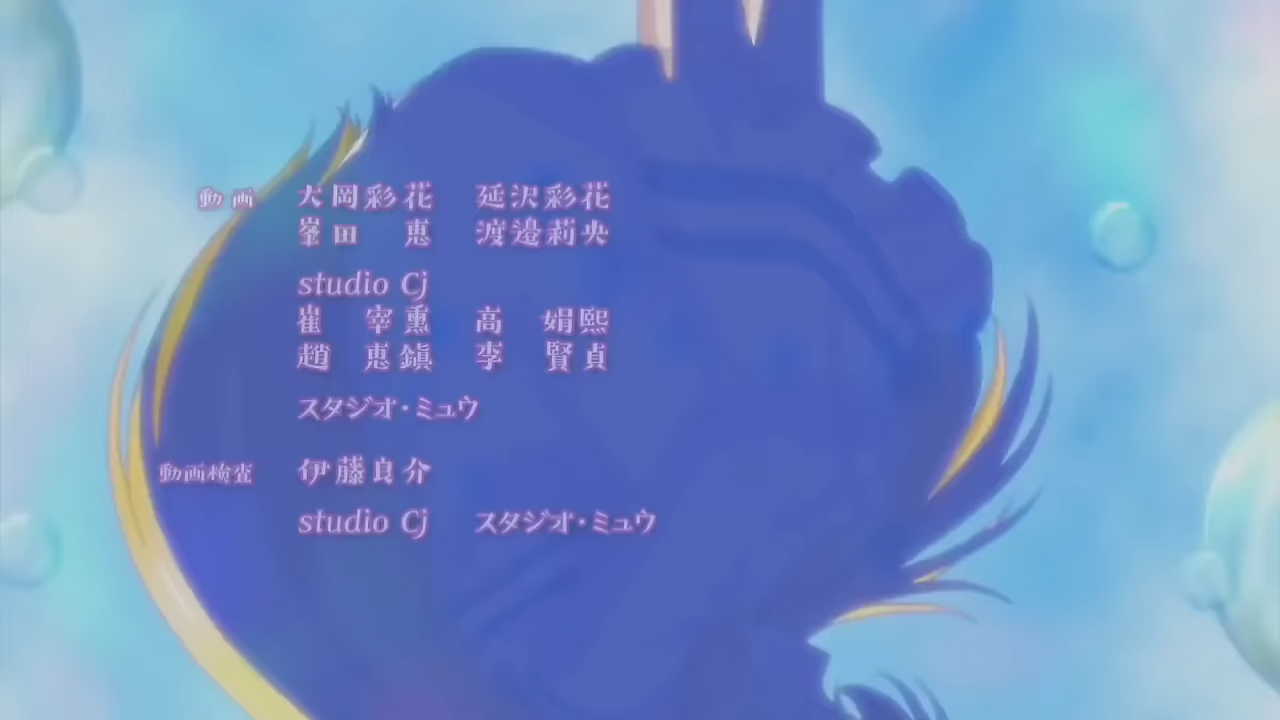 動画 大岡彩花 延沢彩花
峯田 恵 渡邉莉央
studio Cj
崔 宰熏 高 娟熙
趙 恵鎭 李 賢貞
スタジオ・ミュウ
動画検査 伊藤良介
studio Cj スタジオ・ミュウ